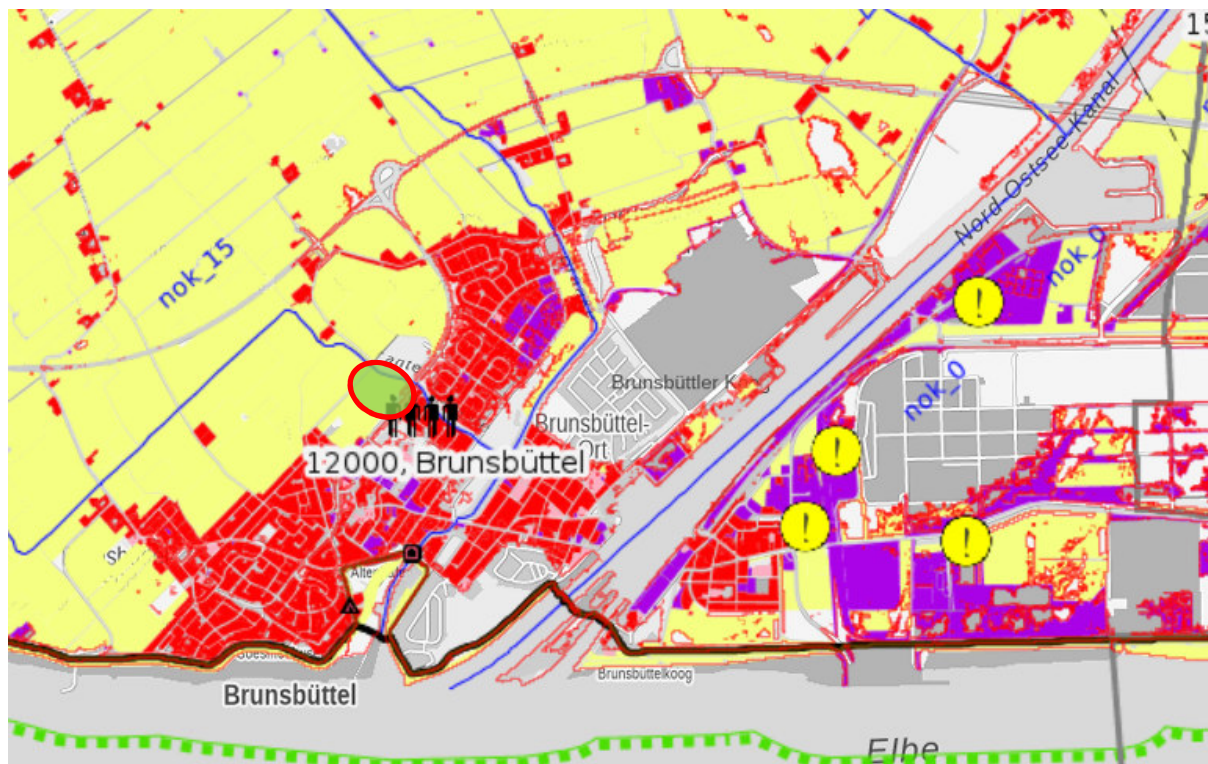 15
Nord-Ostsee-Kanal
nok_15
nok_0
nok_0
Brunsbüttler K
Brunsbüttel-
Ort
12000, Brunsbüttel
!
!
!
!
Brunsbüttelkoog
Brunsbüttel
Elbe